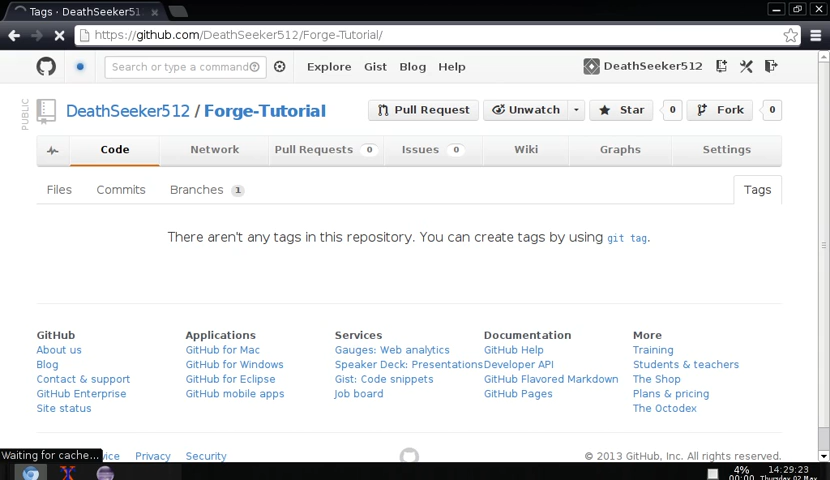 Tags · DeathSeeker51
https://github.com/DeathSeeker512/Forge-Tutorial/
Search or type a command
Explore Gist Blog Help
DeathSeeker512
PUBLIC
DeathSeeker512 / Forge-Tutorial
Pull Request Unwatch Star 0 Fork 0
Code Network Pull Requests 0 Issues 0 Wiki Graphs Settings
Files Commits Branches 1 Tags
There aren't any tags in this repository. You can create tags by using git tag.
GitHub Applications Services Documentation More
About us GitHub for Mac Gauges: Web analytics GitHub Help Training
Blog GitHub for Windows Speaker Deck: Presentations Developer API Students & teachers
Contact & support GitHub for Eclipse Gist: Code snippets GitHub Flavored Markdown The Shop
GitHub Enterprise GitHub mobile apps Job board GitHub Pages Plans & pricing
Site status The Octodex
Waiting for cache... vice Privacy Security © 2013 GitHub, Inc. All rights reserved.
4% 14:29:23
00:00 Thursday 02 May